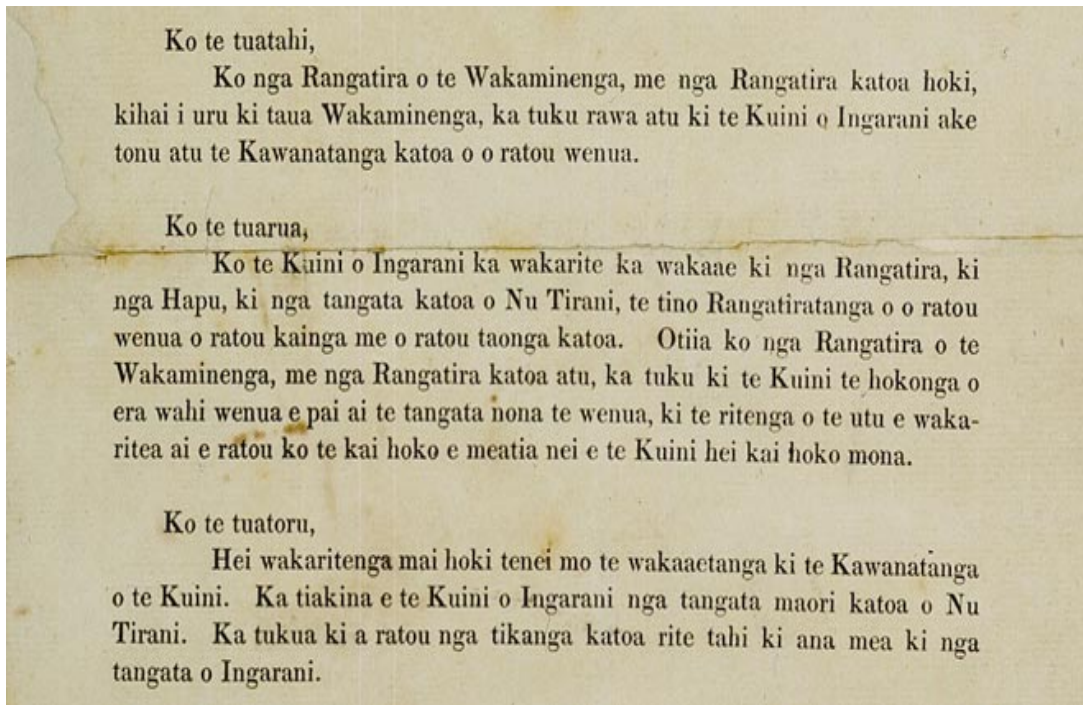 Ko te tuatahi,
Ko nga Rangatira o te Wakaminenga, me nga Rangatira katoa hoki,
kihai i uru ki taua Wakaminenga, ka tuku rawa atu ki te Kuini o Ingarani ake
tonu atu te Kawanatanga katoa o o ratou wenua.
Ko te tuarua,
Ko te Kuini o Ingarani ka wakarite ka wakaae ki nga Rangatira, ki
nga Hapu, ki nga tangata katoa o Nu Tirani, te tino Rangatiratanga o o ratou
wenua o ratou kainga me o ratou taonga katoa. Otiia ko nga Rangatira o te
Wakaminenga, me nga Rangatira katoa atu, ka tuku ki te Kuini te hokonga o
era wahi wenua e pai ai te tangata nona te wenua, ki te ritenga o te utu e waka-
ritea ai e ratou ko te kai hoko e meatia nei e te Kuini hei kai hoko mona.
Ko te tuatoru,
Hei wakaritenga mai hoki tenei mo te wakaaetanga ki te Kawanatanga
o te Kuini. Ka tiakina e te Kuini o Ingarani nga tangata maori katoa o Nu
Tirani. Ka tukua ki a ratou nga tikanga katoa rite tahi ki ana mea ki nga
tangata o Ingarani.